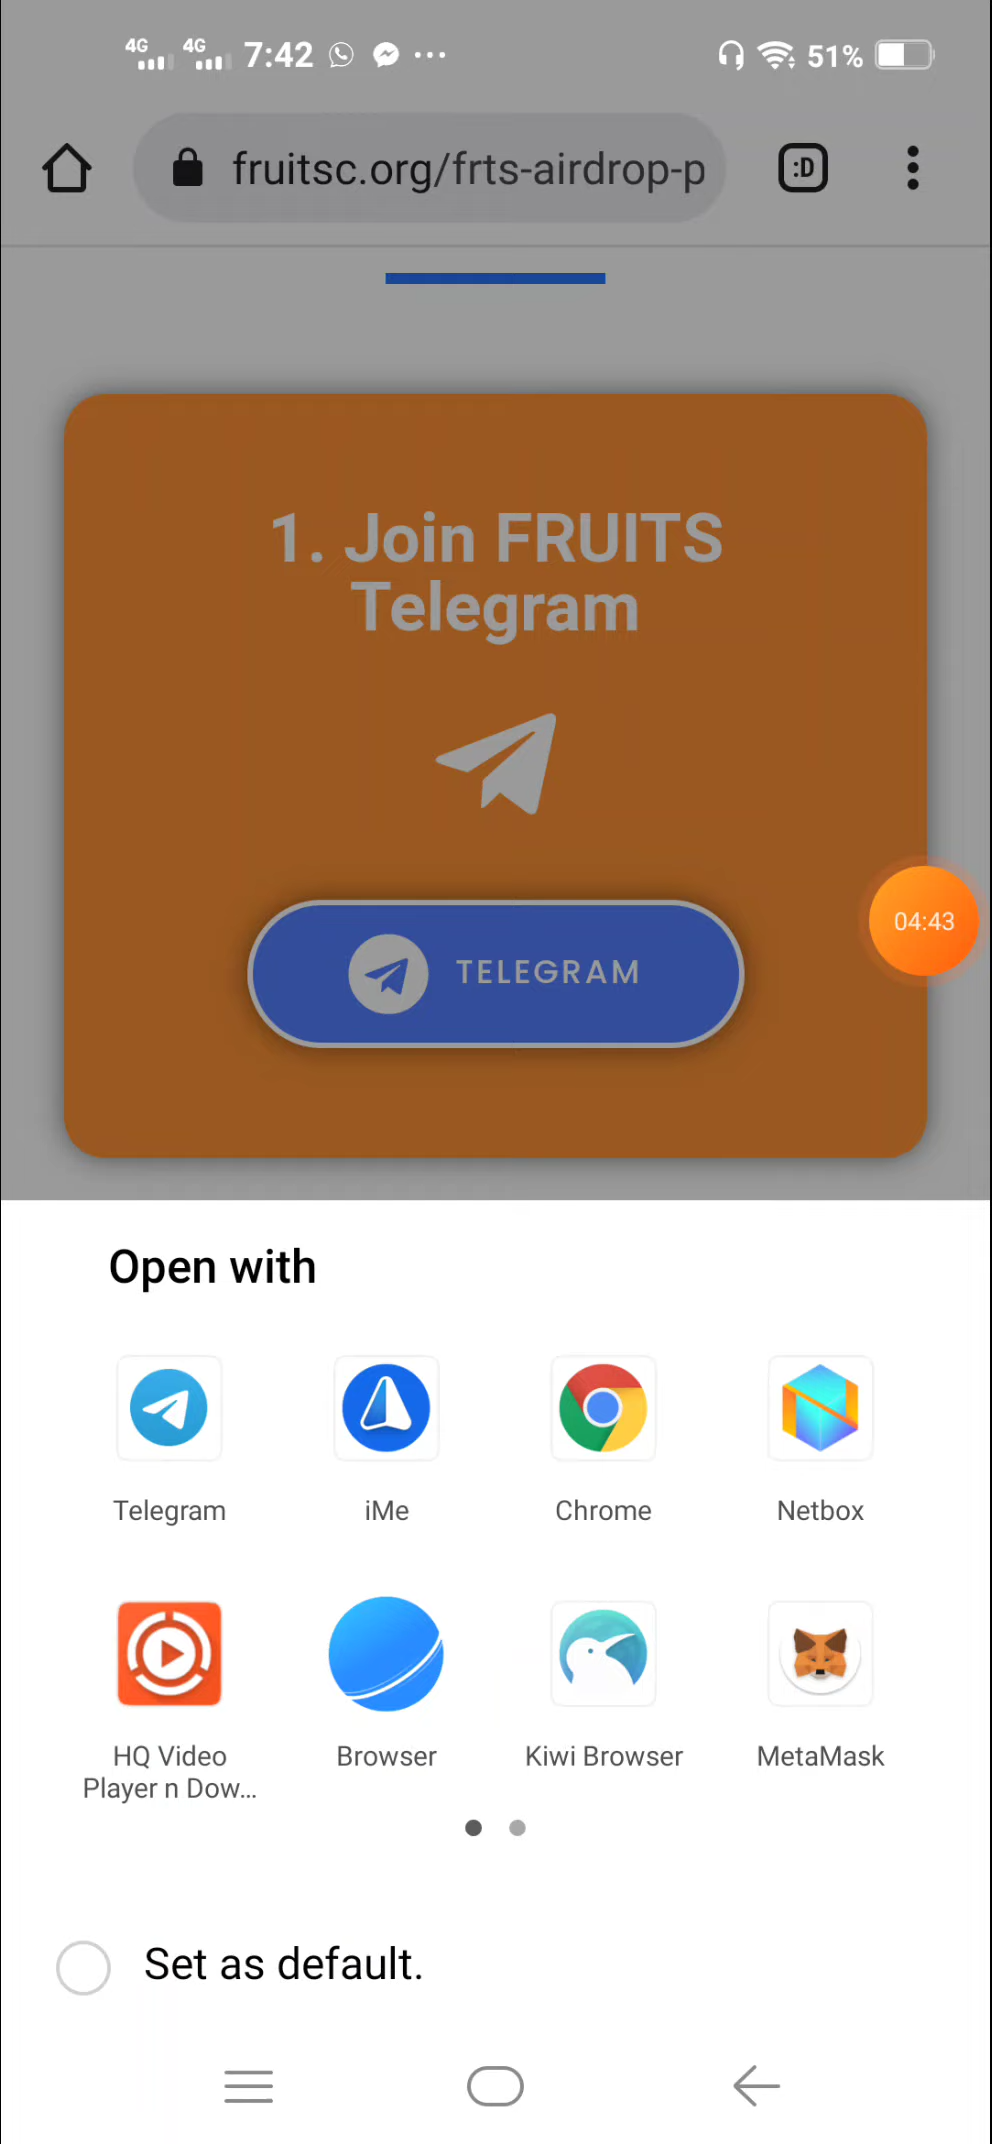 4G 4G 7:42 51%
fruitsc.org/frts-airdrop-p
:D
1. Join FRUITS
Telegram
TELEGRAM
04:43
Open with
Telegram iMe Chrome Netbox
HQ Video Browser Kiwi Browser MetaMask
Player n Dow...
Set as default.